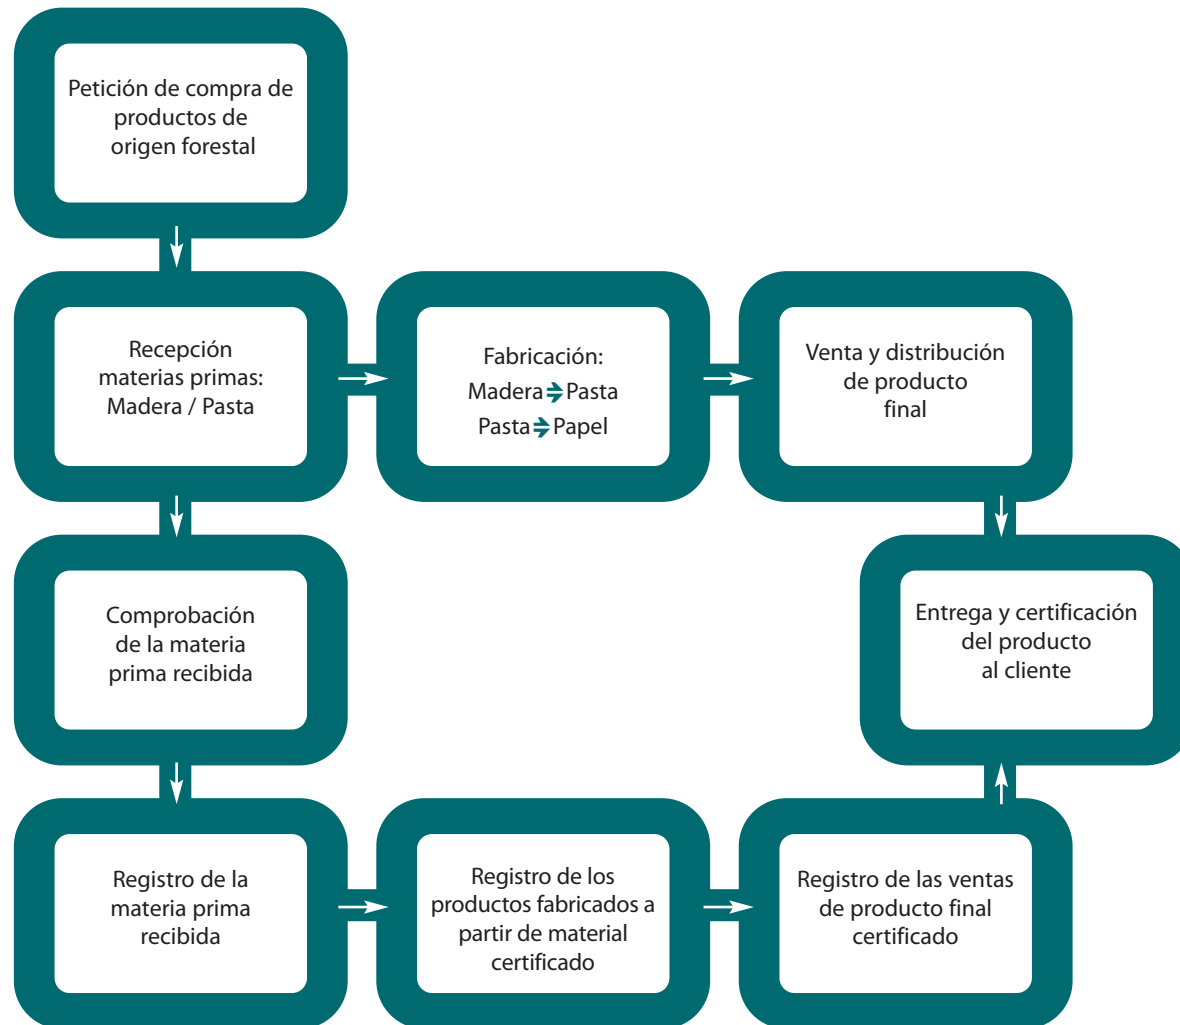 Petición de compra de
productos de
origen forestal
Recepción
materias primas:
Madera / Pasta
Fabricación:
Madera Pasta
Pasta Papel
Venta y distribución
de producto
final
Comprobación
de la materia
prima recibida
Entrega y certificación
del producto
al cliente
Registro de la
materia prima
recibida
Registro de los
productos fabricados a
partir de material
certificado
Registro de las ventas
de producto final
certificado